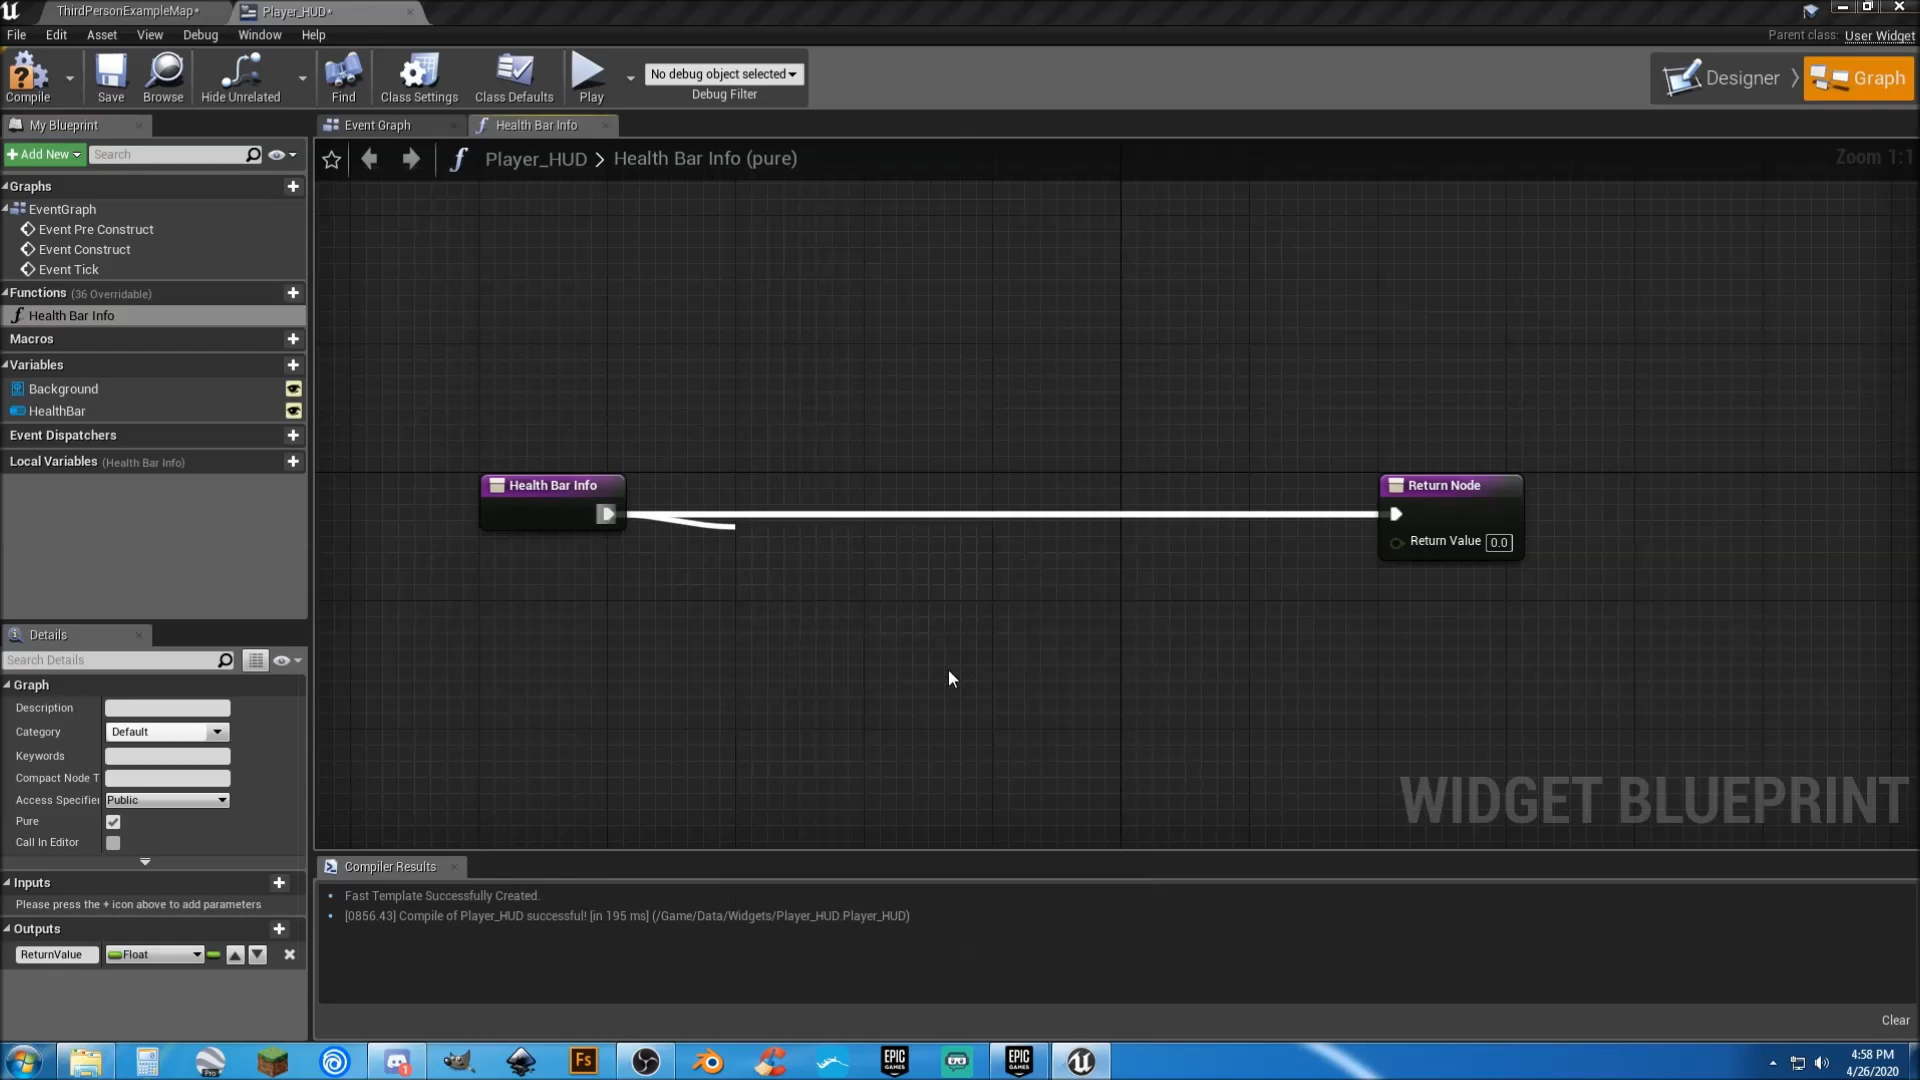 ThirdPersonExampleMap*
Player_HUD*
File Edit Asset View Debug Window Help
Parent class: User Widget
Compile Save Browse Hide Unrelated Find Class Settings Class Defaults Play
No debug object selected
Debug Filter
Designer Graph
My Blueprint
Event Graph Health Bar Info
Add New Search
Player_HUD > Health Bar Info (pure)
Zoom 1:1
Graphs
EventGraph
Event Pre Construct
Event Construct
Event Tick
Functions (36 Overridable)
Health Bar Info
Macros
Variables
Background
HealthBar
Event Dispatchers
Local Variables (Health Bar Info)
Health Bar Info
Return Node
Return Value 0.0
WIDGET BLUEPRINT
Details
Search Details
Graph
Description
Category Default
Keywords
Compact Node T
Access Specifier Public
Pure
Call In Editor
Inputs
Please press the + icon above to add parameters
Outputs
ReturnValue Float
Compiler Results
Fast Template Successfully Created.
[0856.43] Compile of Player_HUD successful! [in 195 ms] (/Game/Data/Widgets/Player_HUD.Player_HUD)
Clear
Pro
1
Fs
EPIC GAMES
EPIC GAMES
4:58 PM
4/26/2020